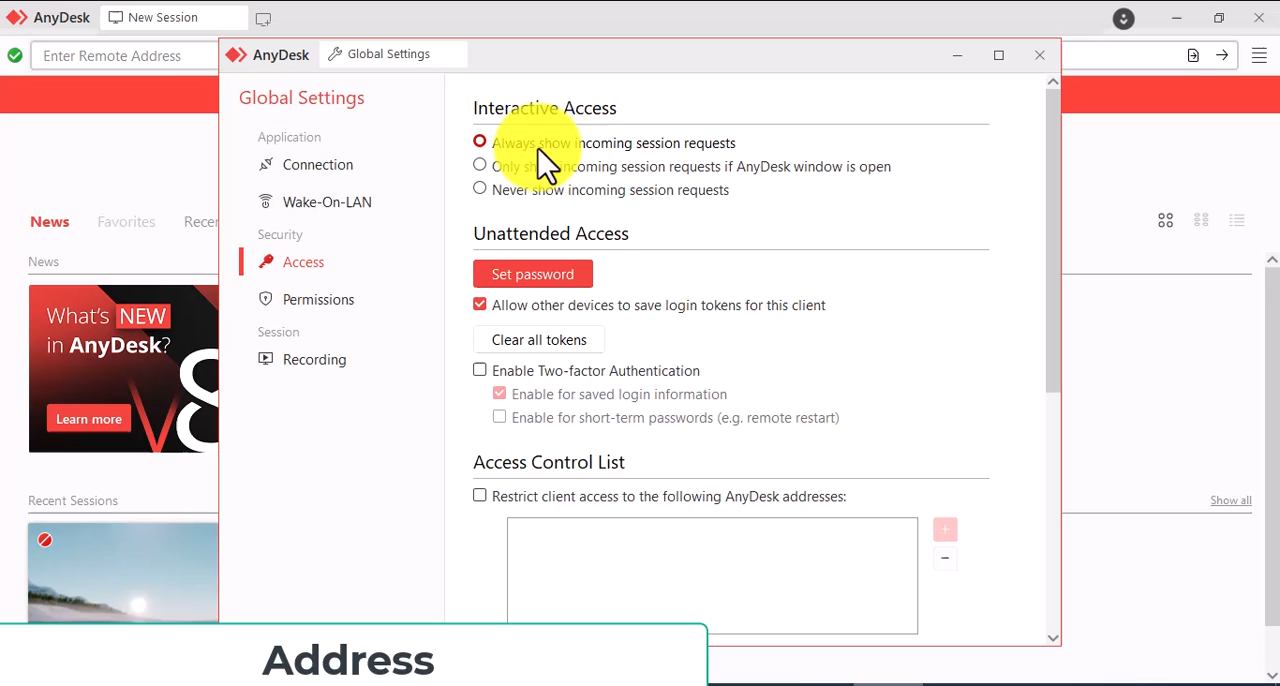 AnyDesk New Session
Enter Remote Address
AnyDesk Global Settings
Global Settings
Application
Connection
Wake-On-LAN
Security
Access
Permissions
Session
Recording
Interactive Access
Always show incoming session requests
Only show incoming session requests if AnyDesk window is open
Never show incoming session requests
Unattended Access
Set password
Allow other devices to save login tokens for this client
Clear all tokens
Enable Two-factor Authentication
Enable for saved login information
Enable for short-term passwords (e.g. remote restart)
Access Control List
Restrict client access to the following AnyDesk addresses:
News Favorites
News
What's NEW
in AnyDesk?
V8
Learn more
Recent Sessions Show all
Address